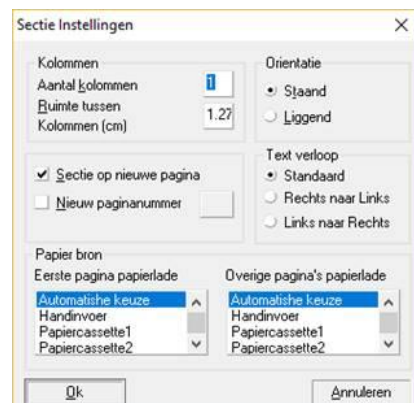 Sectie Instellingen
Kolommen
Aantal kolommen 1
Ruimte tussen
Kolommen (cm) 1.27
Orientatie
Staand
Liggend
Sectie op nieuwe pagina
Nieuw paginanummer
Text verloop
Standaard
Rechts naar Links
Links naar Rechts
Papier bron
Eerste pagina papierlade
Automatishe keuze
Handinvoer
Papiercassette1
Papiercassette2
Overige pagina's papierlade
Automatishe keuze
Handinvoer
Papiercassette1
Papiercassette2
Ok
Annuleren